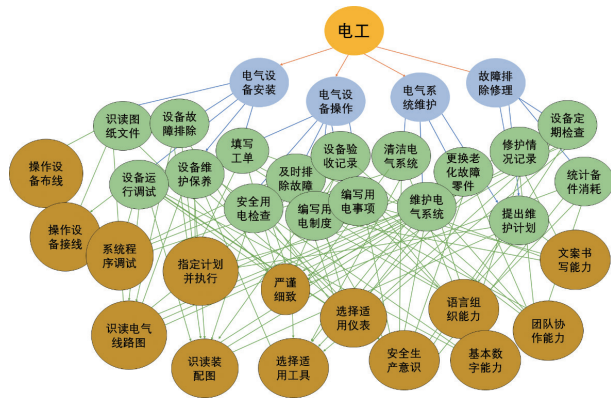 电工
电气设
备安装
电气设
备操作
电气系
统维护
故障排
除修理
识读图
纸文件
设备故
障排除
填写
工单
设备验
收记录
清洁电
气系统
更换老
化故障
零件
修护情
况记录
设备定
期检查
设备运
行调试
设备维
护保养
及时排
除故障
安全用
电检查
编写用
电制度
编写用
电事项
维护电
气系统
提出维
护计划
统计备
件消耗
操作设
备布线
操作设
备接线
系统程
序调试
指定计划
并执行
严谨
细致
选择适
用仪表
语言组
织能力
文案书
写能力
识读电气
线路图
识读装
配图
选择适
用工具
安全生
产意识
基本数
字能力
团队协
作能力